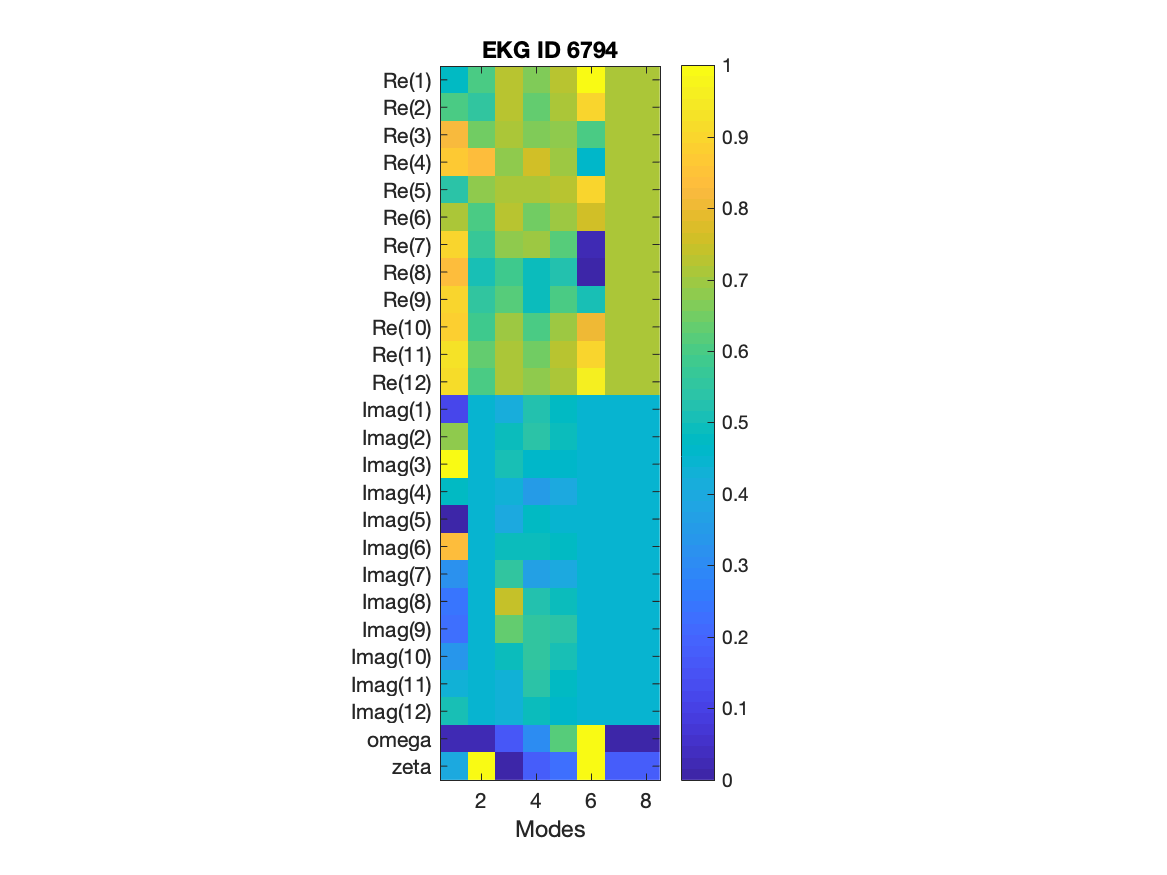 EKG ID 6794
Re(1)
Re(2)
Re(3)
Re(4)
Re(5)
Re(6)
Re(7)
Re(8)
Re(9)
Re(10)
Re(11)
Re(12)
Imag(1)
Imag(2)
Imag(3)
Imag(4)
Imag(5)
Imag(6)
Imag(7)
Imag(8)
Imag(9)
Imag(10)
Imag(11)
Imag(12)
omega
zeta
2 4 6 8
Modes
1
0.9
0.8
0.7
0.6
0.5
0.4
0.3
0.2
0.1
0